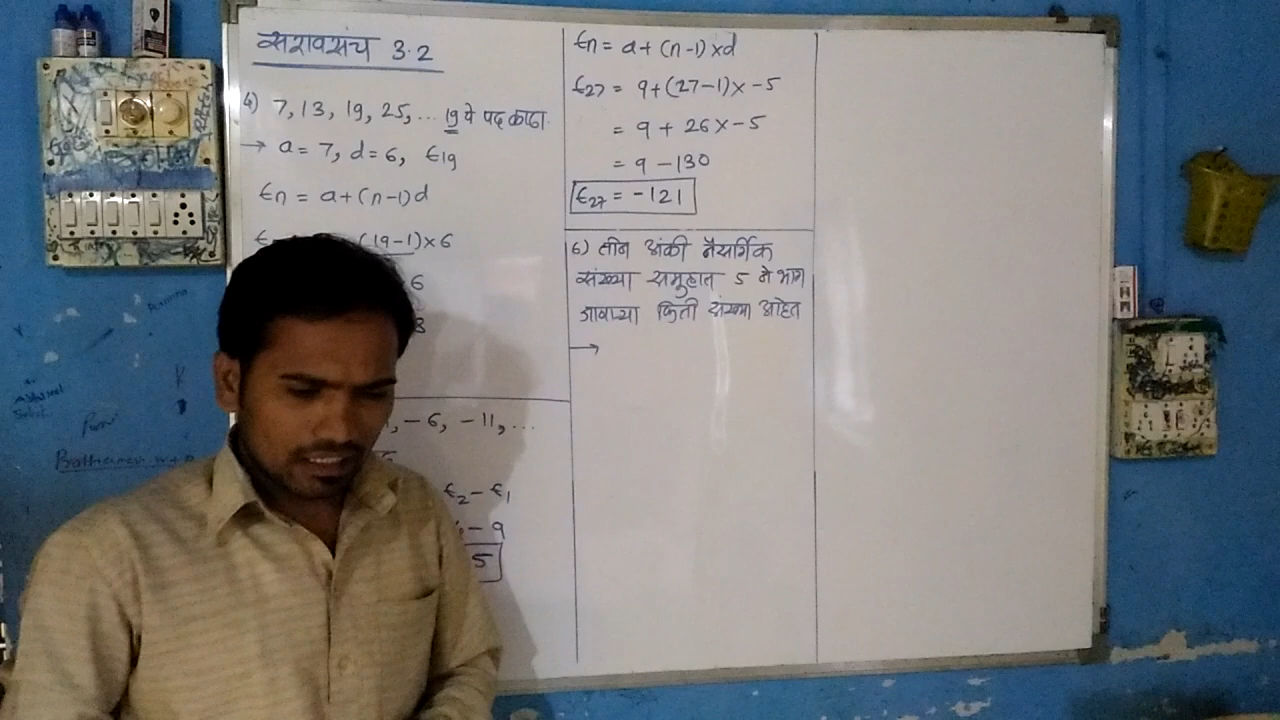 सरावसंच 3.2
4) 7, 13, 19, 25, ... 19 वे पद काढा.
→ a = 7, d = 6, t19
tn = a + (n-1) d
(19-1) × 6
6
, -6, -11, ...
t2 - t1
- 9
5
tn = a + (n-1) × d
t27 = 9 + (27-1) × -5
= 9 + 26 × -5
= 9 - 130
t27 = -121
6) तीन अंकी नैसर्गिक
संख्या समुहात 5 ने भाग
जाणाऱ्या किती संख्या आहेत
→